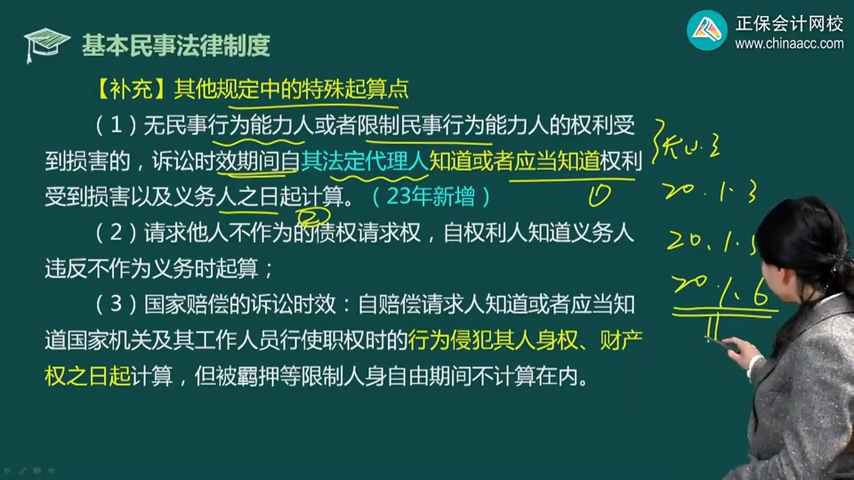 基本民事法律制度
正保会计网校
www.chinaacc.com
【补充】其他规定中的特殊起算点
（1）无民事行为能力人或者限制民事行为能力人的权利受
到损害的，诉讼时效期间自其法定代理人知道或者应当知道权利
受到损害以及义务人之日起计算。（23年新增）
① ②
（2）请求他人不作为的债权请求权，自权利人知道义务人
违反不作为义务时起算；
（3）国家赔偿的诉讼时效：自赔偿请求人知道或者应当知
道国家机关及其工作人员行使职权时的行为侵犯其人身权、财产
权之日起计算，但被羁押等限制人身自由期间不计算在内。
20.1.3
20.1.5
20.1.6